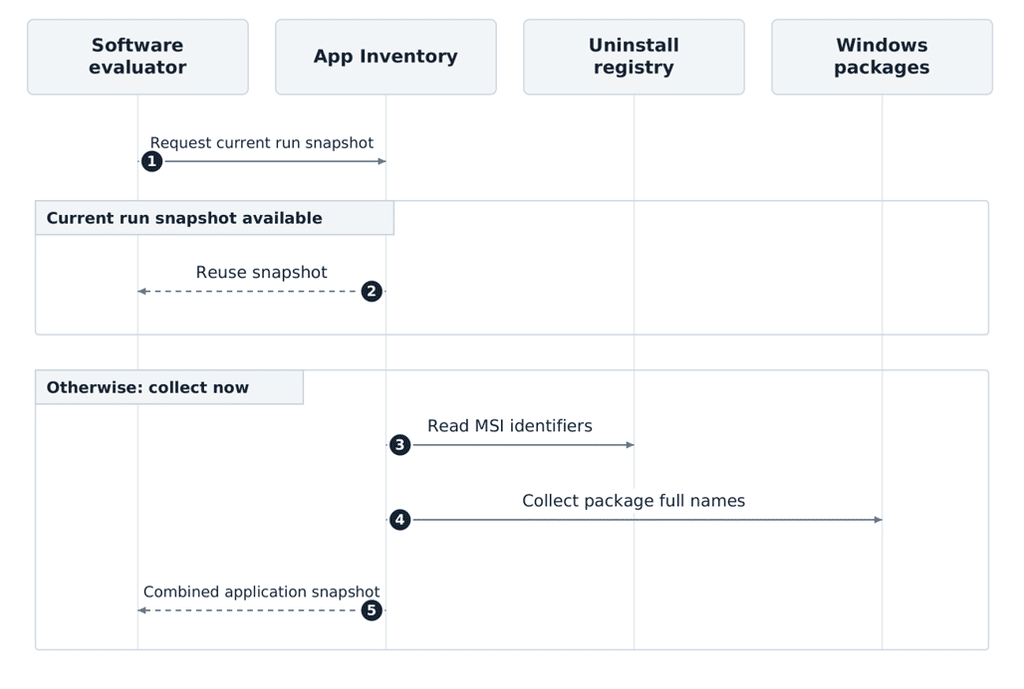 Software
evaluator
App Inventory
Uninstall
registry
Windows
packages
Request current run snapshot
1
Current run snapshot available
Reuse snapshot
2
Otherwise: collect now
Read MSI identifiers
3
Collect package full names
4
Combined application snapshot
5